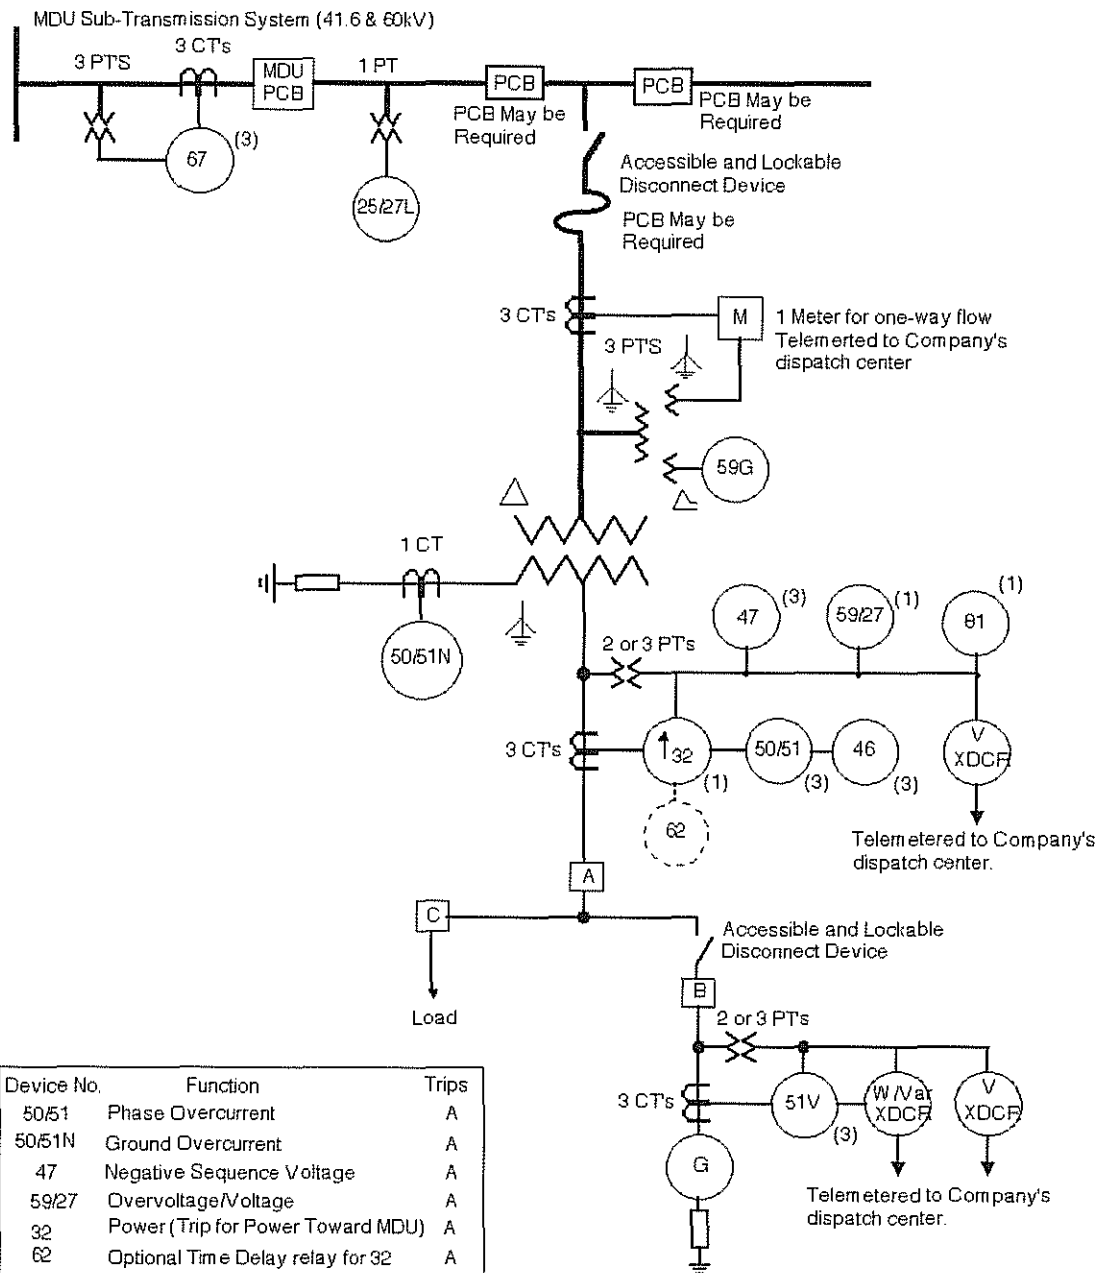 MDU Sub-Transmission System (41.6 & 60kV)
3 PT'S
3 CT's
MDU
PCB
1 PT
PCB
PCB May be
Required
PCB
PCB May be
Required
67
(3)
25/27L
Accessible and Lockable
Disconnect Device
PCB May be
Required
3 CT's
M
1 Meter for one-way flow
Telemerted to Company's
dispatch center
3 PT'S
59G
1 CT
50/51N
2 or 3 PT's
47
(3)
59/27
(1)
81
(1)
3 CT's
32
(1)
50/51
(3)
46
(3)
V
XDCR
62
Telemetered to Company's
dispatch center.
A
C
Load
Accessible and Lockable
Disconnect Device
B
2 or 3 PT's
3 CT's
51V
(3)
W/Var
XDCR
V
XDCR
G
Telemetered to Company's
dispatch center.
Device No. Function Trips
50/51 Phase Overcurrent A
50/51N Ground Overcurrent A
47 Negative Sequence Voltage A
59/27 Overvoltage/Voltage A
32 Power (Trip for Power Toward MDU) A
62 Optional Time Delay relay for 32 A